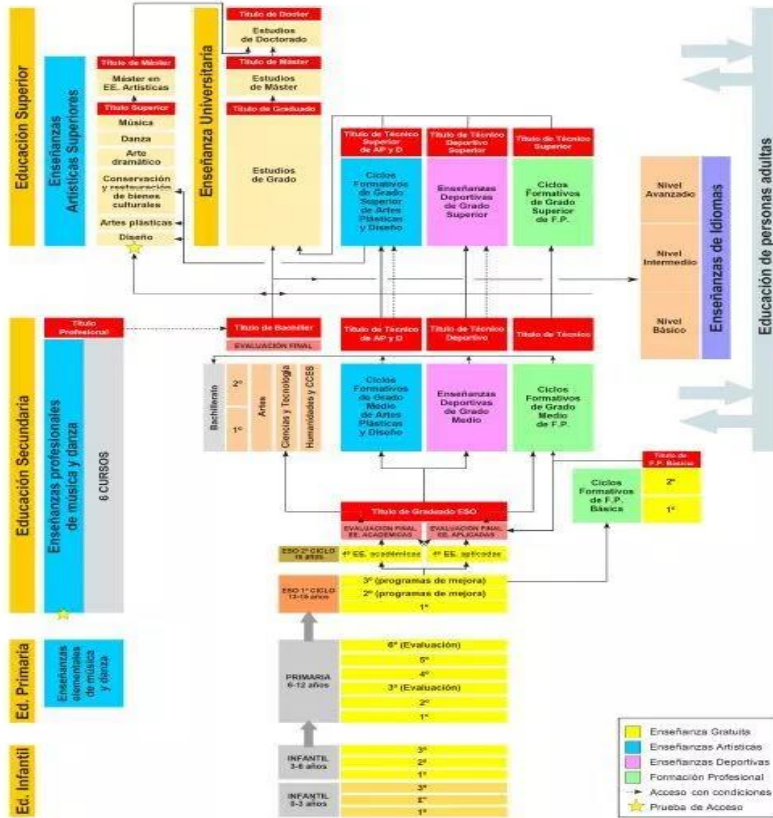 Educación Superior
Enseñanzas
Artísticas Superiores
Título de Máster
Máster en
EE. Artísticas
Título Superior
Música
Danza
Arte
dramático
Conservación
y restauración
de bienes
culturales
Artes plásticas
Diseño
Enseñanza Universitaria
Título de Doctor
Estudios
de Doctorado
Título de Máster
Estudios
de Máster
Título de Graduado
Estudios
de Grado
Título de Técnico
Superior
de AP y D
Ciclos
Formativos
de Grado
Superior
de Artes
Plásticas
y Diseño
Título de Técnico
Deportivo
Superior
Enseñanzas
Deportivas
de Grado
Superior
Título de Técnico
Superior
Ciclos
Formativos
de Grado
Superior
de F.P.
Nivel
Avanzado
Nivel
Intermedio
Nivel
Básico
Enseñanzas de Idiomas
Educación de personas adultas
Educación Secundaria
Enseñanzas profesionales
de música y danza
Título
Profesional
6 CURSOS
Título de Bachiller
EVALUACIÓN FINAL
Bachillerato
2º
1º
Artes
Ciencias y Tecnología
Humanidades y CCES
Título de Técnico
de AP y D
Ciclos
Formativos
de Grado
Medio
de Artes
Plásticas
y Diseño
Título de Técnico
Deportivo
Enseñanzas
Deportivas
de Grado
Medio
Título de Técnico
Ciclos
Formativos
de Grado
Medio
de F.P.
Título de
F.P. Básica
Ciclos
Formativos
de F.P.
Básica
2º
1º
Título de Graduado ESO
EVALUACIÓN FINAL
EE. ACADÉMICAS
EVALUACIÓN FINAL
EE. APLICADAS
ESO 2º CICLO
4º EE. académicas
4º EE. aplicadas
ESO 1º CICLO
3º (programas de mejora)
2º (programas de mejora)
1º
Ed. Primaria
Enseñanzas
elementales
de música
y danza
PRIMARIA
6-12 años
6º (Evaluación)
5º
4º
3º (Evaluación)
2º
1º
Ed. Infantil
INFANTIL
3-6 años
3º
2º
1º
INFANTIL
0-3 años
3º
2º
1º
Enseñanza Gratuita
Enseñanzas Artísticas
Enseñanzas Deportivas
Formación Profesional
Acceso con condiciones
Prueba de Acceso